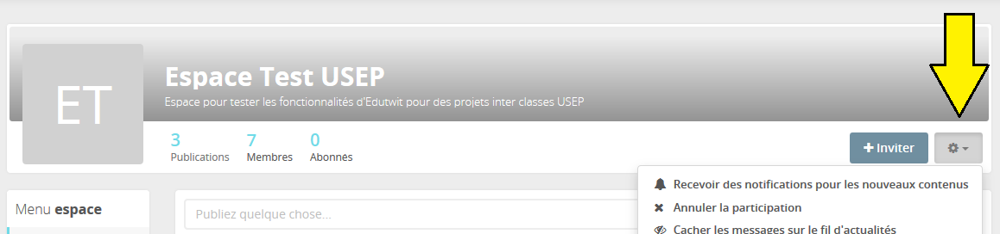 ET
Espace Test USEP
Espace pour tester les fonctionnalités d'Edutwit pour des projets inter classes USEP
3 7 0
Publications Membres Abonnés
Inviter
Recevoir des notifications pour les nouveaux contenus
Menu espace
Publiez quelque chose...
Annuler la participation
Cacher les messages sur le fil d'actualités